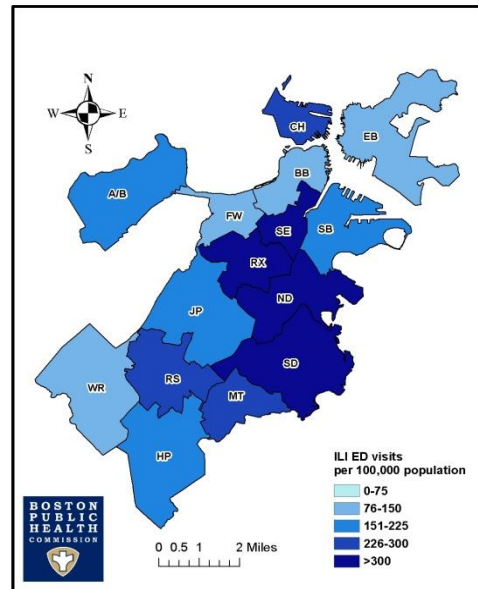 N
W E
S
CH
EB
A/B
BB
FW
SE
SB
RX
ND
JP
SD
WR
RS
MT
HP
ILI ED visits
per 100,000 population
0-75
76-150
151-225
226-300
>300
BOSTON
PUBLIC
HEALTH
COMMISSION
0 0.5 1 2 Miles